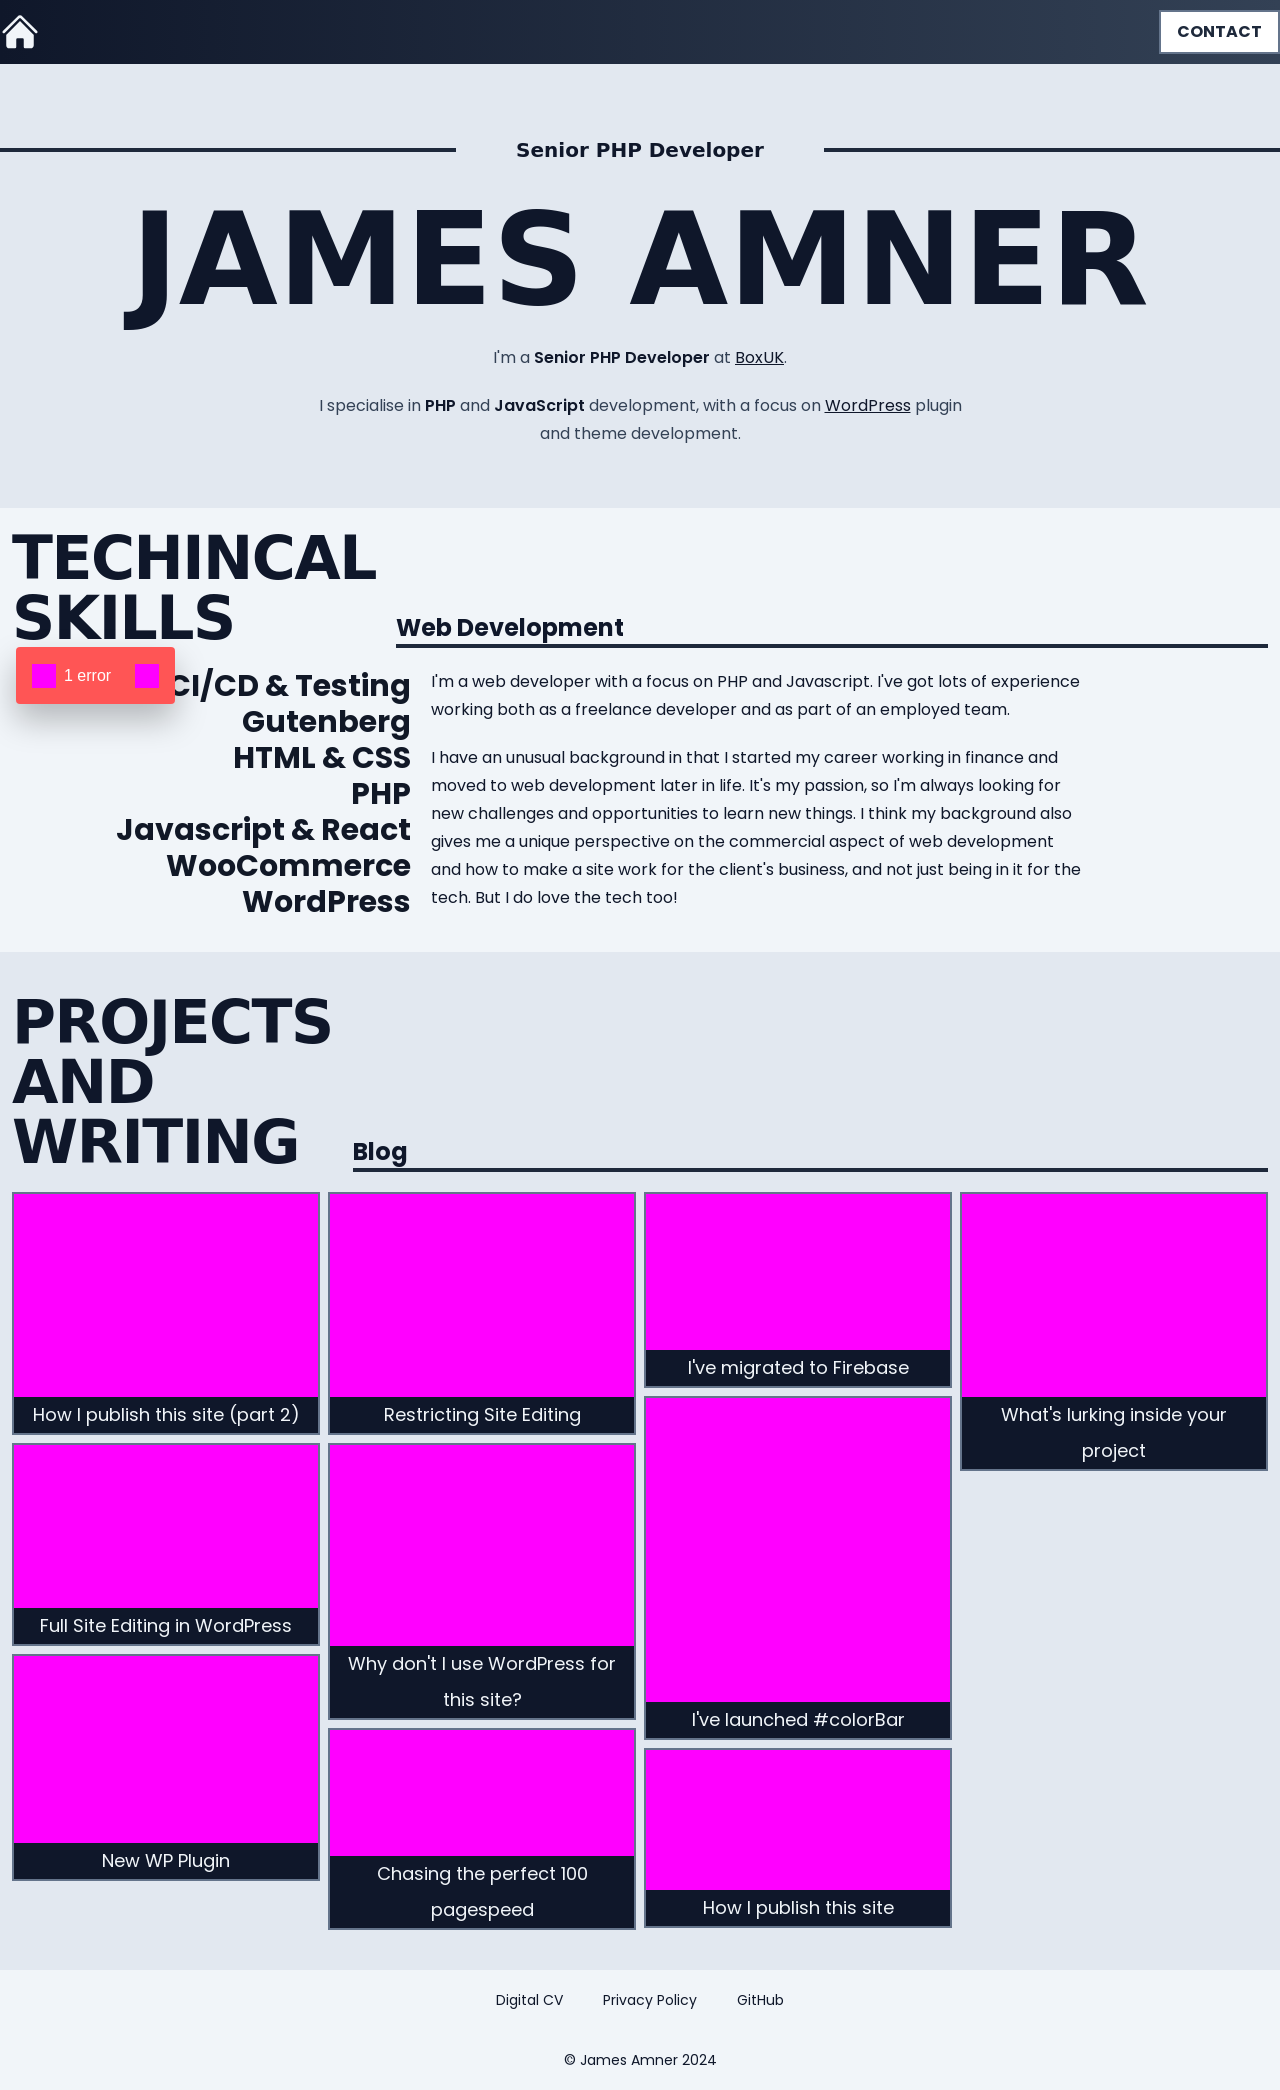 CONTACT
Senior PHP Developer
JAMES AMNER
I'm a Senior PHP Developer at BoxUK.
I specialise in PHP and JavaScript development, with a focus on WordPress plugin
and theme development.
TECHINCAL
SKILLS
Web Development
1 error
CI/CD & Testing
Gutenberg
HTML & CSS
PHP
Javascript & React
WooCommerce
WordPress
I'm a web developer with a focus on PHP and Javascript. I've got lots of experience
working both as a freelance developer and as part of an employed team.
I have an unusual background in that I started my career working in finance and
moved to web development later in life. It's my passion, so I'm always looking for
new challenges and opportunities to learn new things. I think my background also
gives me a unique perspective on the commercial aspect of web development
and how to make a site work for the client's business, and not just being in it for the
tech. But I do love the tech too!
PROJECTS
AND
WRITING
Blog
How I publish this site (part 2)
Full Site Editing in WordPress
New WP Plugin
Restricting Site Editing
Why don't I use WordPress for
this site?
Chasing the perfect 100
pagespeed
I've migrated to Firebase
I've launched #colorBar
How I publish this site
What's lurking inside your
project
Digital CV
Privacy Policy
GitHub
© James Amner 2024